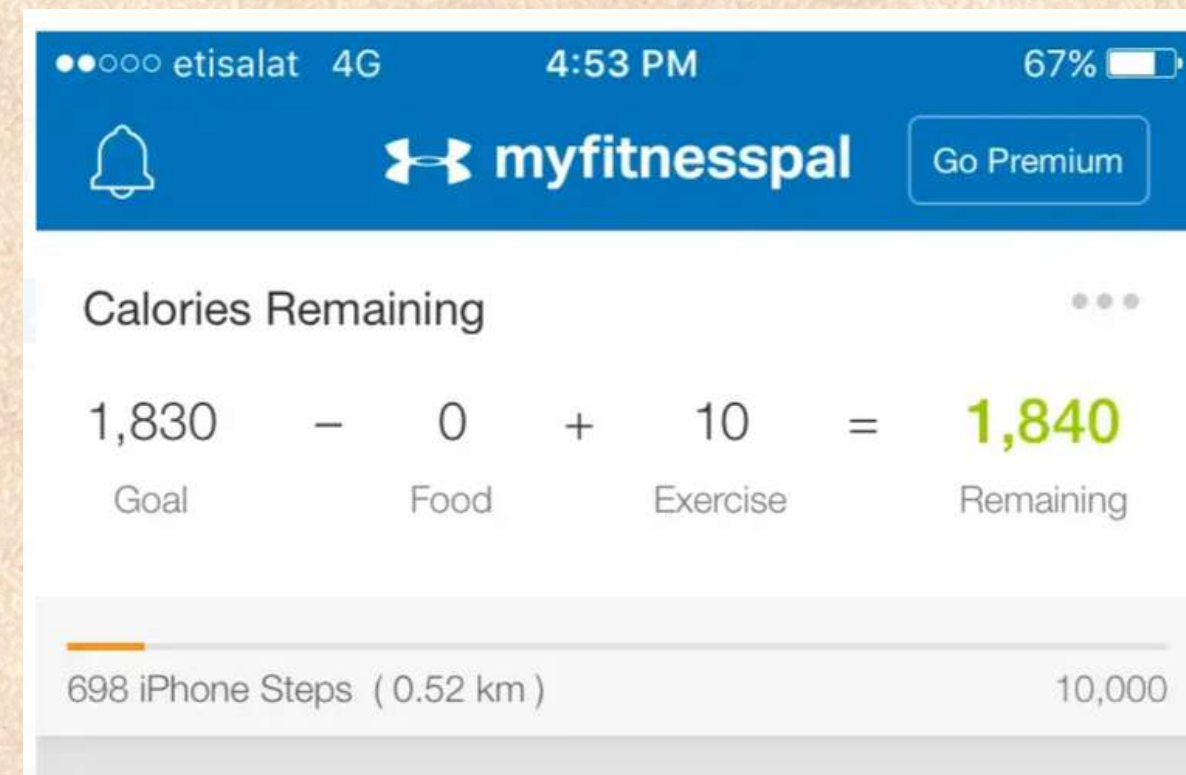 etisalat 4G 4:53 PM 67%
myfitnesspal Go Premium
Calories Remaining
1,830 - 0 + 10 = 1,840
Goal Food Exercise Remaining
698 iPhone Steps ( 0.52 km ) 10,000